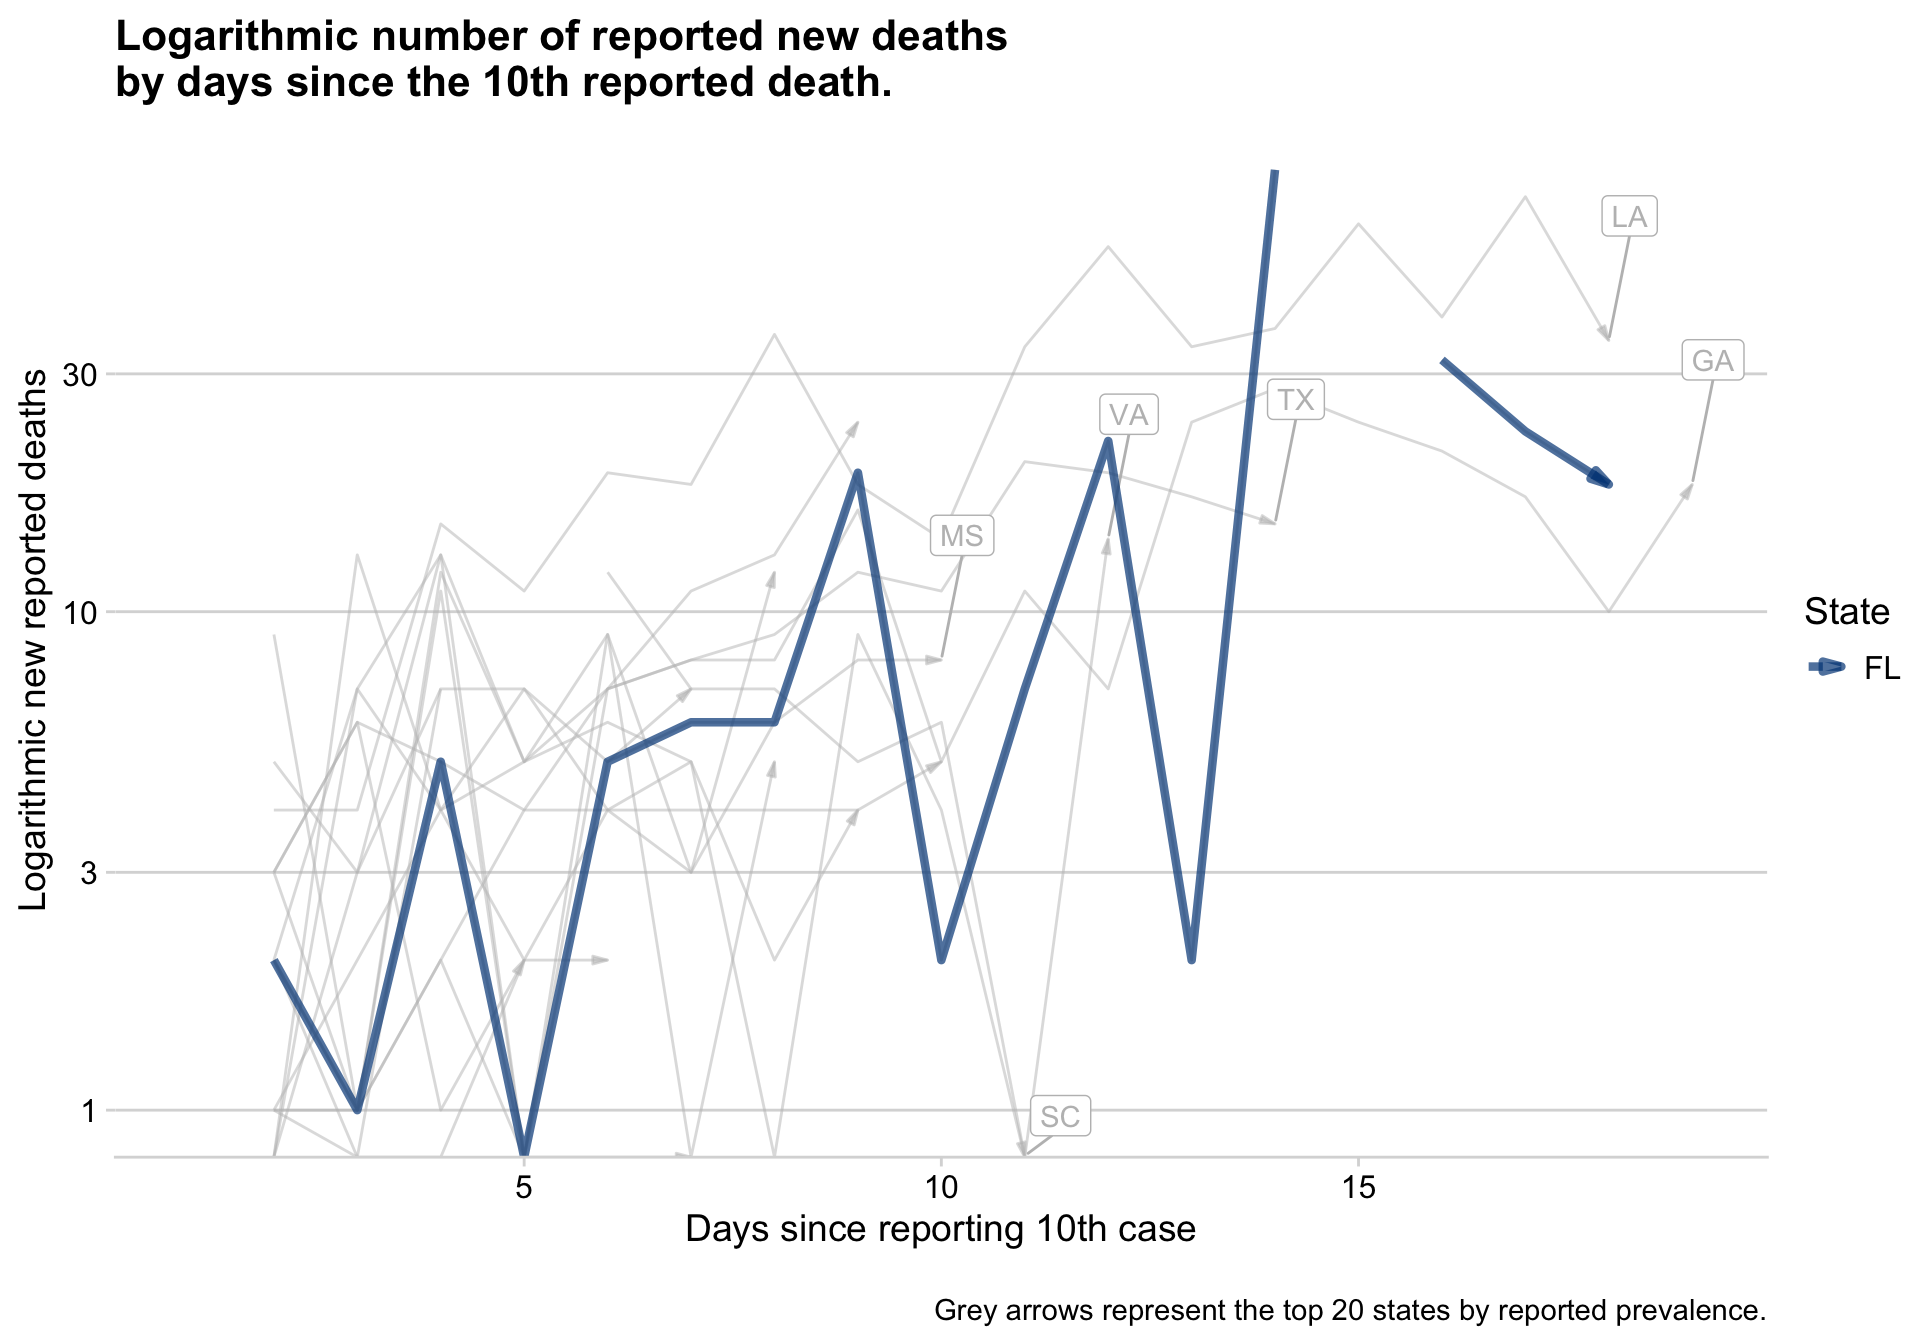 Logarithmic number of reported new deaths
by days since the 10th reported death.
Logarithmic new reported deaths
30
10
3
1
LA
GA
TX
VA
MS
SC
State
FL
5
10
15
Days since reporting 10th case
Grey arrows represent the top 20 states by reported prevalence.